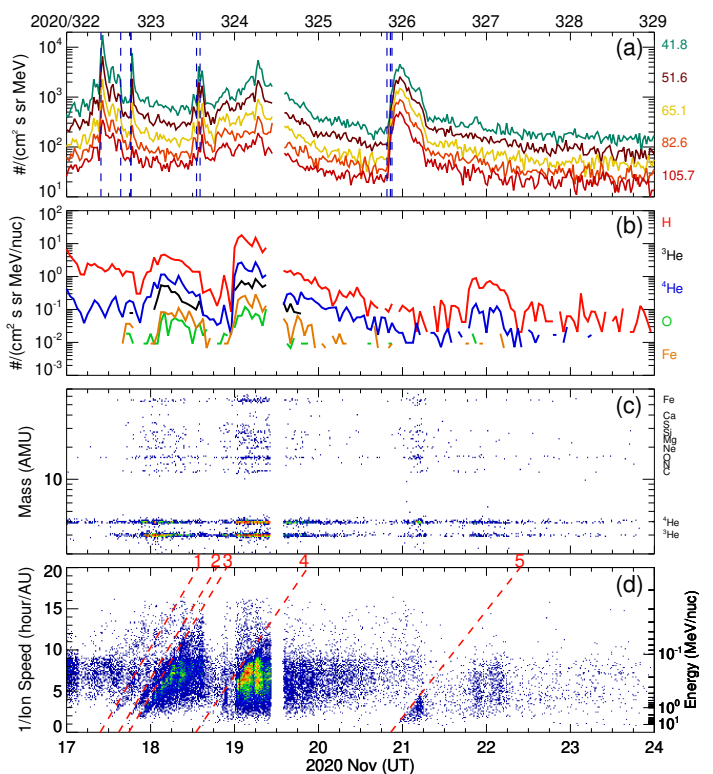 2020/322 323 324 325 326 327 328 329
(a)
#/(cm² s sr MeV)
10⁴
10³
10²
10¹
41.8
51.6
65.1
82.6
105.7
(b)
#/(cm² s sr MeV/nuc)
10²
10¹
10⁰
10⁻¹
10⁻²
10⁻³
H
³He
⁴He
O
Fe
(c)
Mass (AMU)
10
Fe
Ca
S
Si
Mg
Ne
O
N
C
⁴He
³He
1 2 3 4 5
(d)
1/Ion Speed (hour/AU)
20
15
10
5
0
10⁻¹
10⁰
10¹
Energy (MeV/nuc)
17 18 19 20 21 22 23 24
2020 Nov (UT)